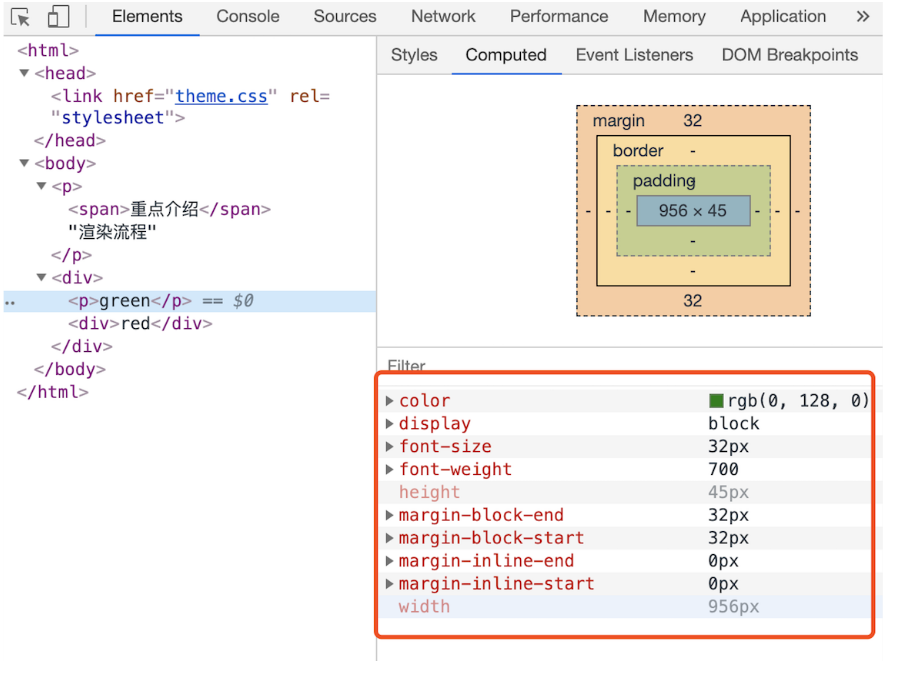 Elements Console Sources Network Performance Memory Application »
<html>
▼<head>
<link href="theme.css" rel=
"stylesheet">
</head>
▼<body>
▼<p>
<span>重点介绍</span>
"渲染流程"
</p>
▼<div>
<p>green</p> == $0
<div>red</div>
</div>
</body>
</html>
Styles Computed Event Listeners DOM Breakpoints
margin 32
border -
padding -
- - - 956 × 45 - - -
-
-
32
Filter
color rgb(0, 128, 0)
display block
font-size 32px
font-weight 700
height 45px
margin-block-end 32px
margin-block-start 32px
margin-inline-end 0px
margin-inline-start 0px
width 956px